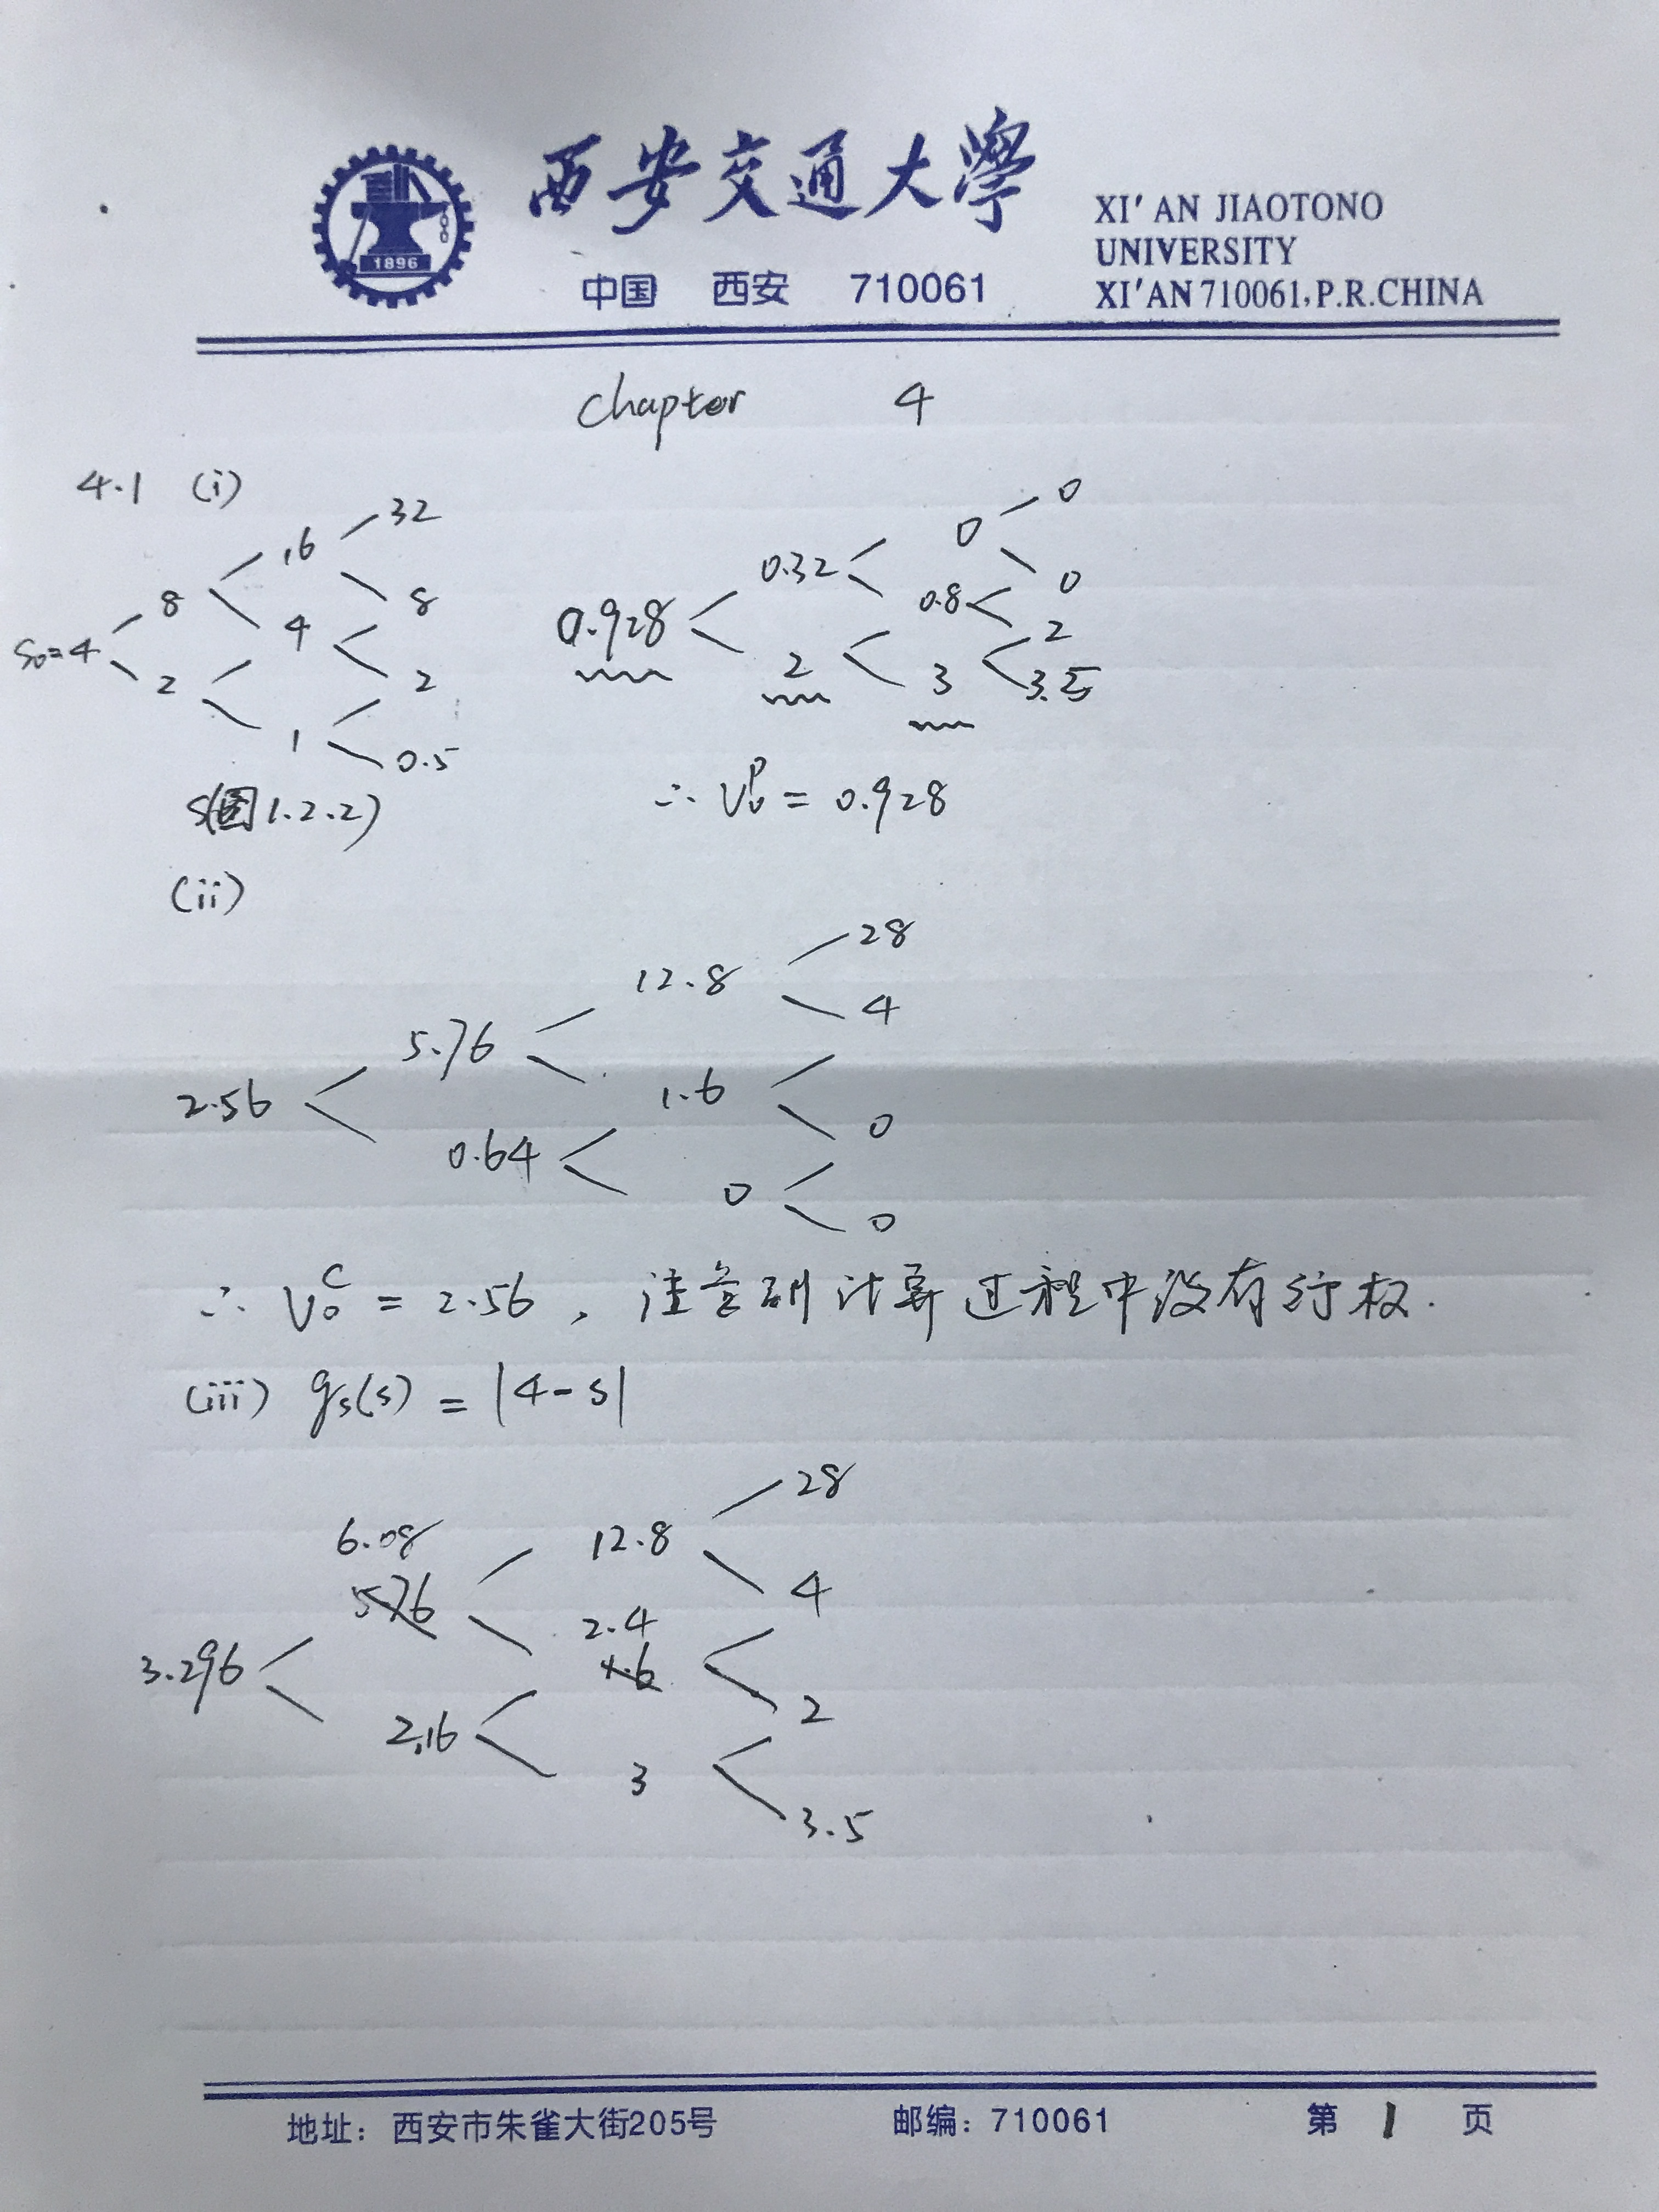 西安交通大學
中国 西安 710061
XI'AN JIAOTONO
UNIVERSITY
XI'AN 710061,P.R.CHINA
1896
chapter 4
4.1 (i)
32
16
8 8
S₀=4 4
2 2
1
0.5
S(图1.2.2)
0
0
0.32
0
0.928 0.8
2
2 3 3.5
∴ V₀ᴾ = 0.928
(ii)
28
12.8
4
5.76
2.56 1.6
0
0.64
0
0
∴ V₀ᶜ = 2.56, 注意到计算过程中没有行权.
(iii) gₛ(s) = |4-s|
28
6.08 12.8
5.76 4
2.4
3.296 1.6
2
2.16
3
3.5
地址：西安市朱雀大街205号 邮编：710061 第 1 页